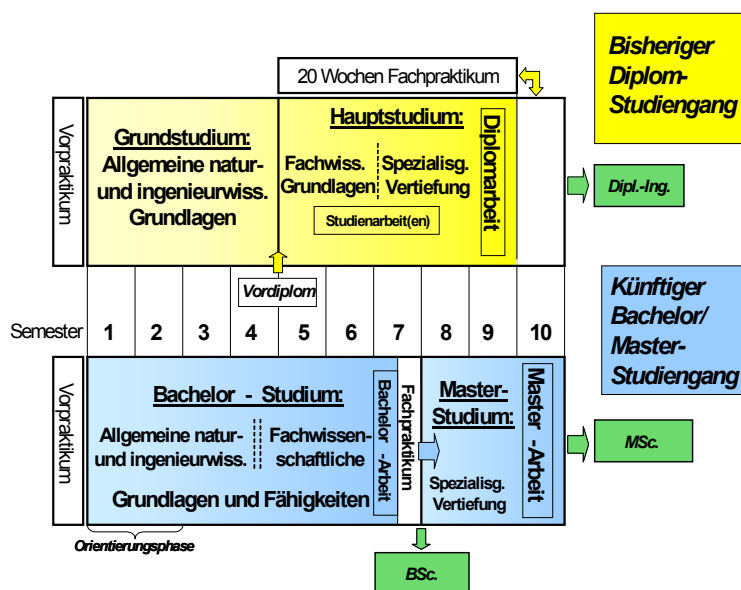 20 Wochen Fachpraktikum
Bisheriger
Diplom-
Studiengang
Vorpraktikum
Grundstudium:
Allgemeine natur-
und ingenieurwiss.
Grundlagen
Hauptstudium:
Fachwiss.
Grundlagen
Spezialisg.
Vertiefung
Studienarbeit(en)
Diplomarbeit
Dipl.-Ing.
Vordiplom
Semester
1 2 3 4 5 6 7 8 9 10
Künftiger
Bachelor/
Master-
Studiengang
Vorpraktikum
Bachelor - Studium:
Allgemeine natur-
und ingenieurwiss.
Fachwissen-
schaftliche
Grundlagen und Fähigkeiten
Bachelor -Arbeit
Fachpraktikum
Master-
Studium:
Spezialisg.
Vertiefung
Master -Arbeit
MSc.
Orientierungsphase
BSc.